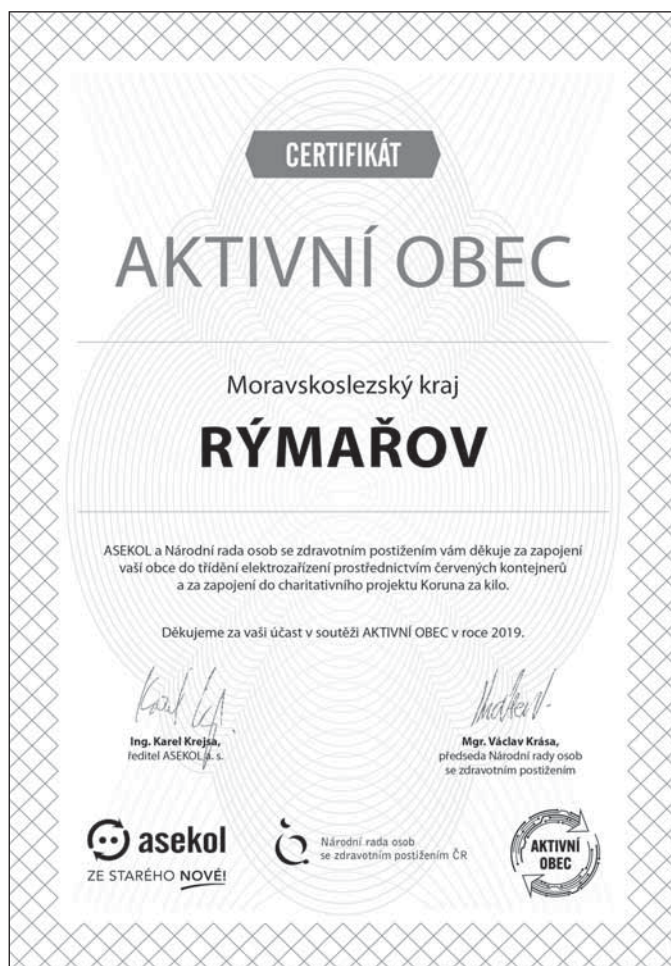 CERTIFIKÁT
AKTIVNÍ OBEC
Moravskoslezský kraj
RÝMAŘOV
ASEKOL a Národní rada osob se zdravotním postižením vám děkuje za zapojení
vaší obce do třídění elektrozařízení prostřednictvím červených kontejnerů
a za zapojení do charitativního projektu Koruna za kilo.
Děkujeme za vaši účast v soutěži AKTIVNÍ OBEC v roce 2019.
Ing. Karel Krejsa,
ředitel ASEKOL a. s.
Mgr. Václav Krása,
předseda Národní rady osob
se zdravotním postižením
asekol
ZE STARÉHO NOVÉ!
Národní rada osob
se zdravotním postižením ČR
AKTIVNÍ
OBEC